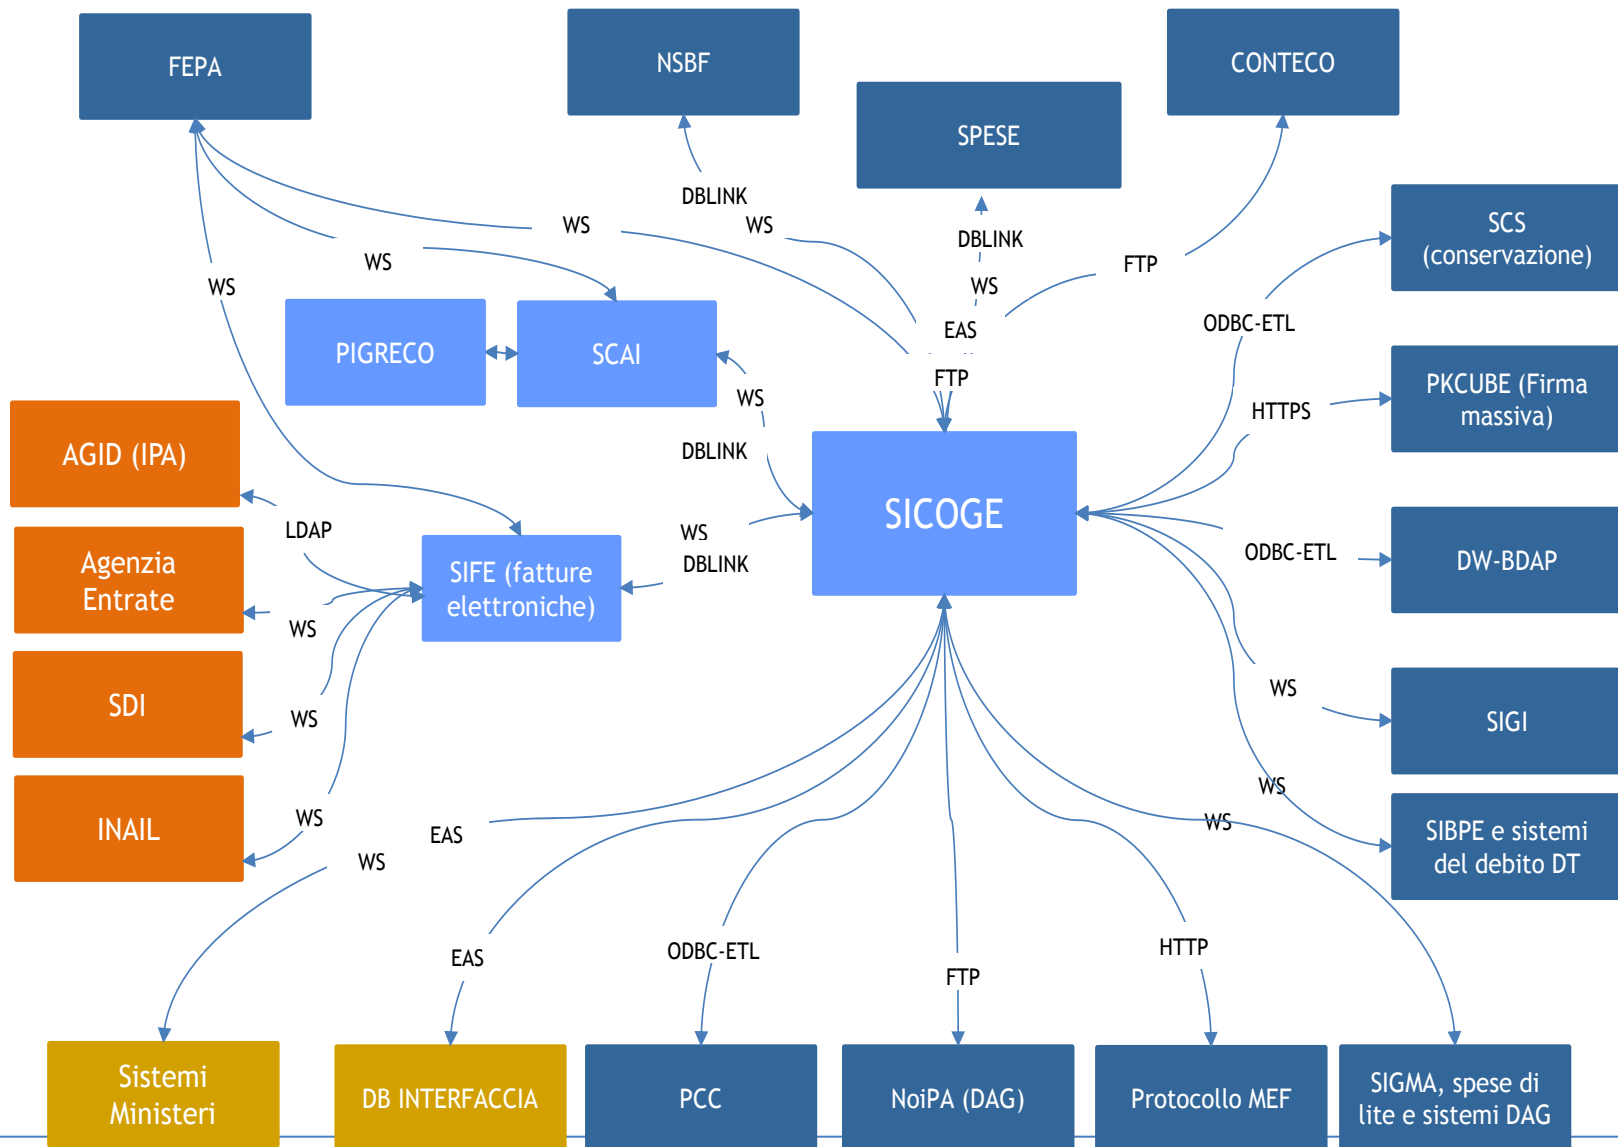 FEPA
NSBF
CONTECO
SPESE
DBLINK
WS
WS
DBLINK
WS
FTP
WS
WS
SCS
(conservazione)
EAS
ODBC-ETL
PIGRECO
SCAI
FTP
WS
PKCUBE (Firma
massiva)
HTTPS
AGID (IPA)
DBLINK
SICOGE
LDAP
WS
DBLINK
ODBC-ETL
DW-BDAP
Agenzia
Entrate
SIFE (fatture
elettroniche)
WS
SDI
WS
WS
SIGI
INAIL
WS
EAS
WS
WS
WS
SIBPE e sistemi
del debito DT
EAS
ODBC-ETL
FTP
HTTP
Sistemi
Ministeri
DB INTERFACCIA
PCC
NoiPA (DAG)
Protocollo MEF
SIGMA, spese di
lite e sistemi DAG